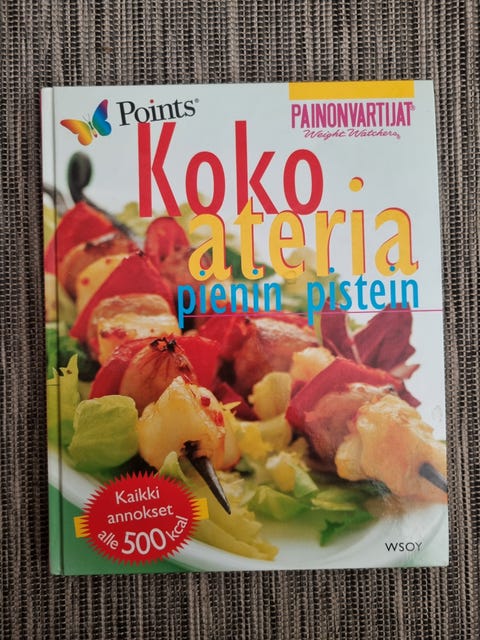 Points®
PAINONVARTIJAT®
Weight Watchers®
Koko
ateria
pienin pistein
Kaikki
annokset
alle 500 kcal
WSOY